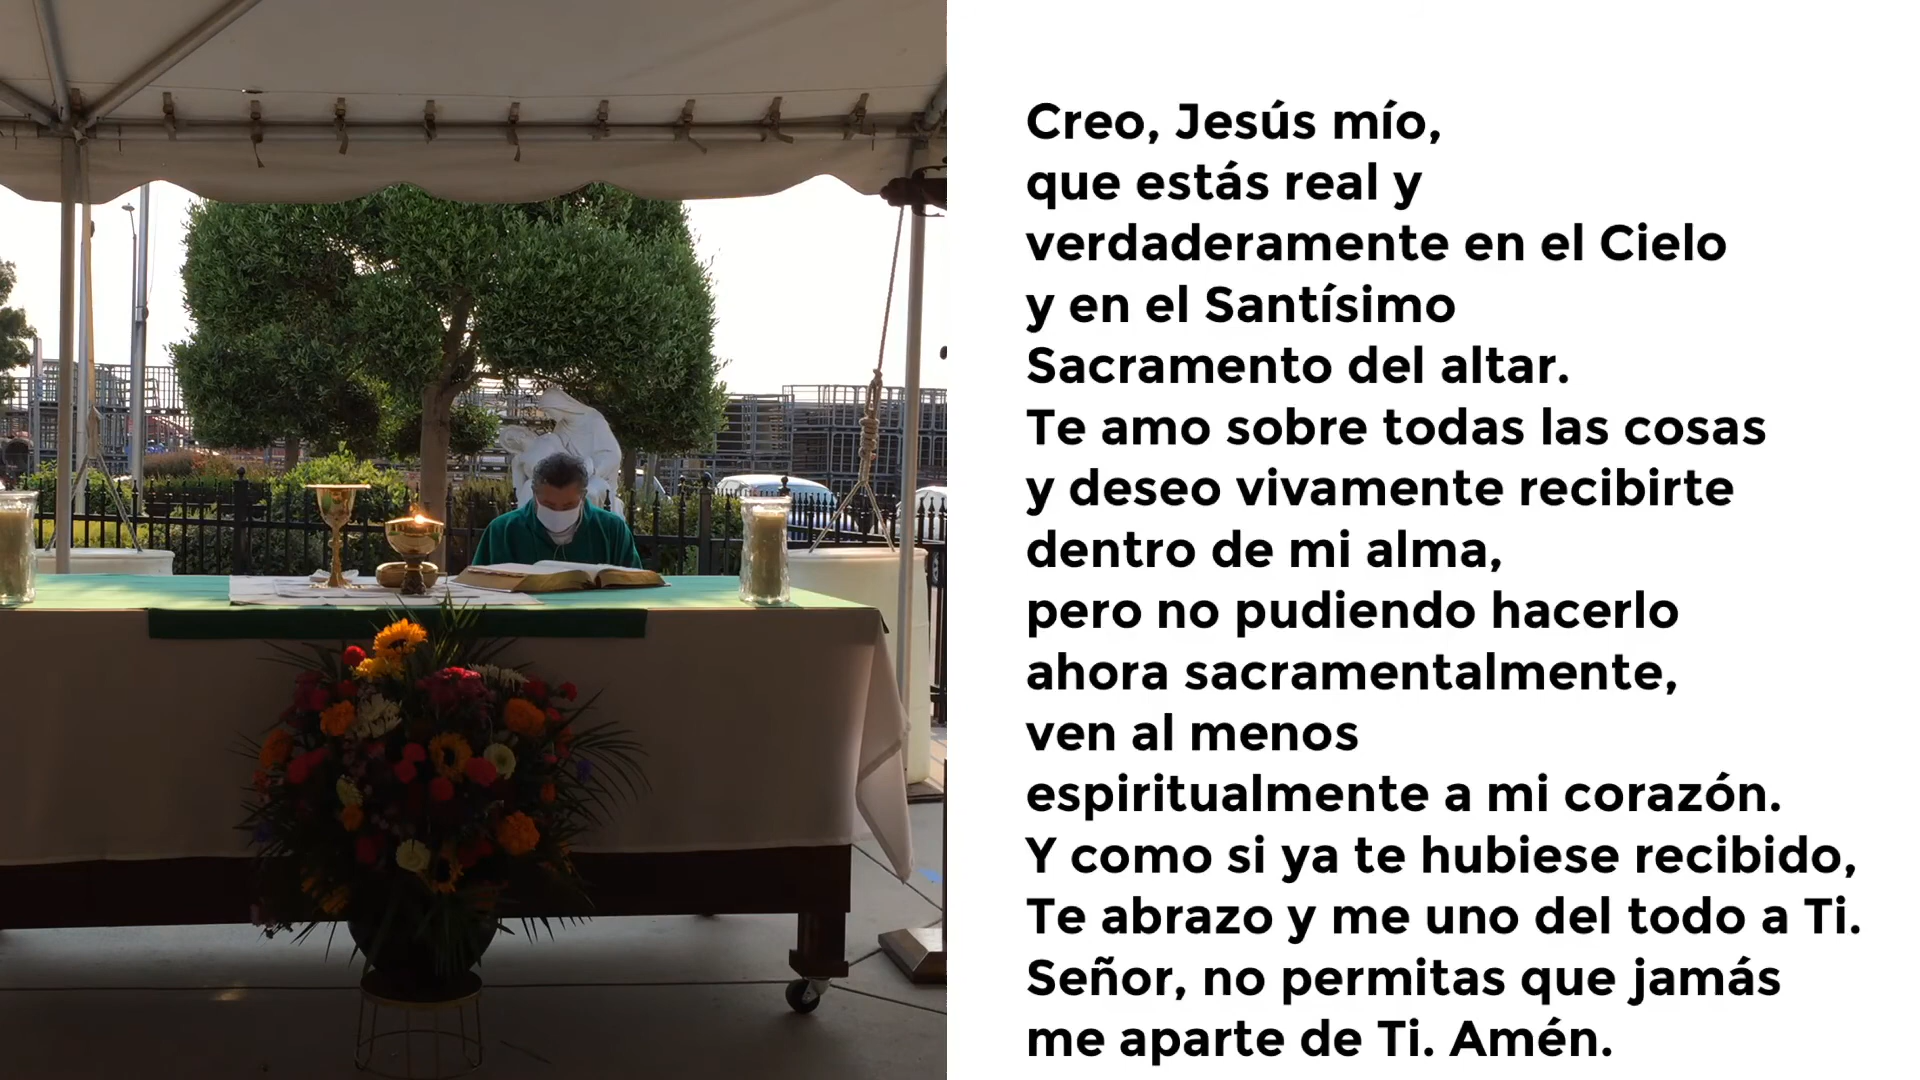 Creo, Jesús mío,
que estás real y
verdaderamente en el Cielo
y en el Santísimo
Sacramento del altar.
Te amo sobre todas las cosas
y deseo vivamente recibirte
dentro de mi alma,
pero no pudiendo hacerlo
ahora sacramentalmente,
ven al menos
espiritualmente a mi corazón.
Y como si ya te hubiese recibido,
Te abrazo y me uno del todo a Ti.
Señor, no permitas que jamás
me aparte de Ti. Amén.